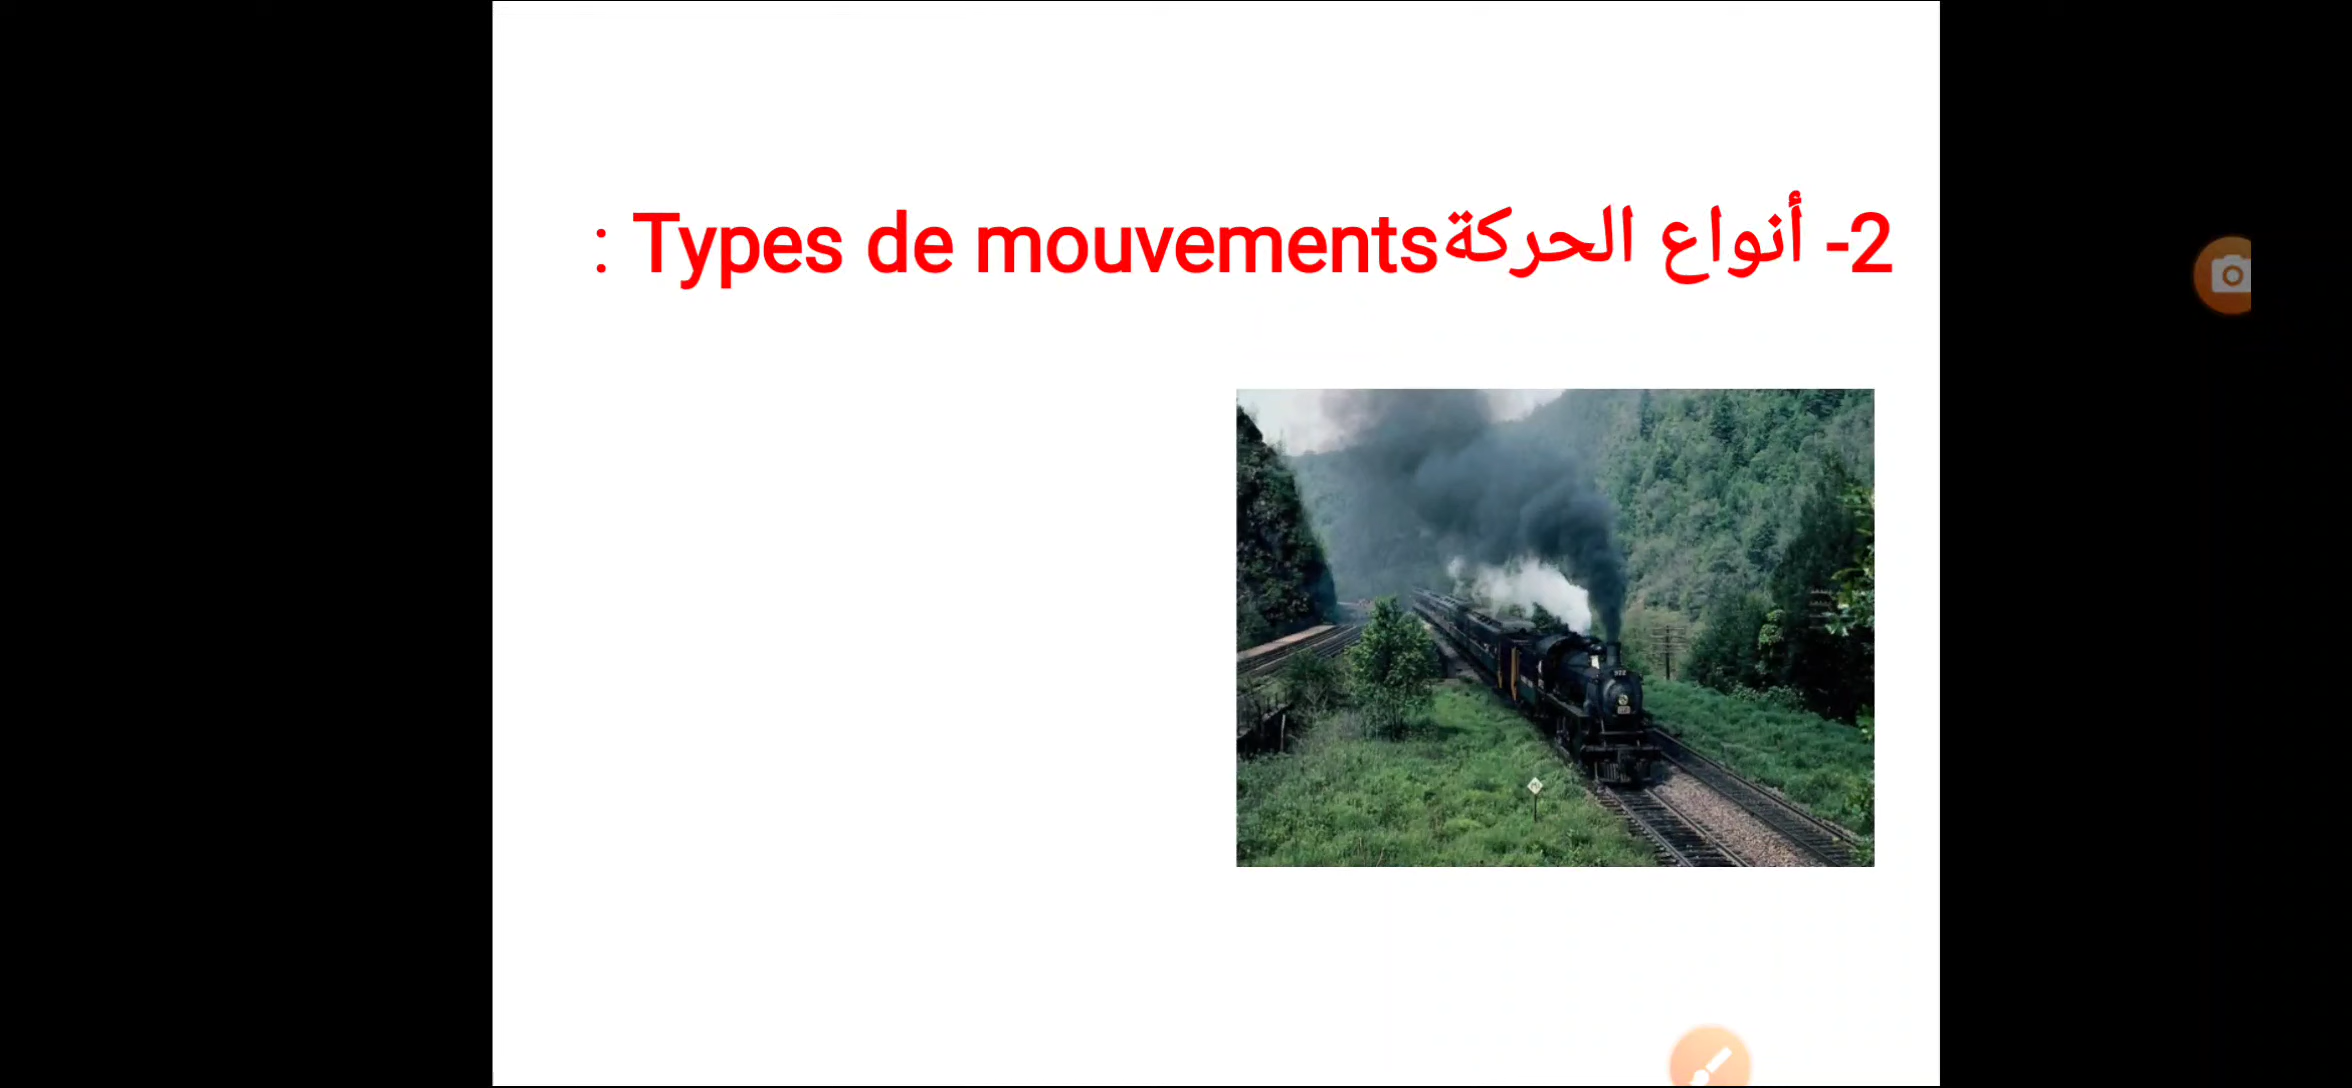 2- أنواع الحركة Types de mouvements :